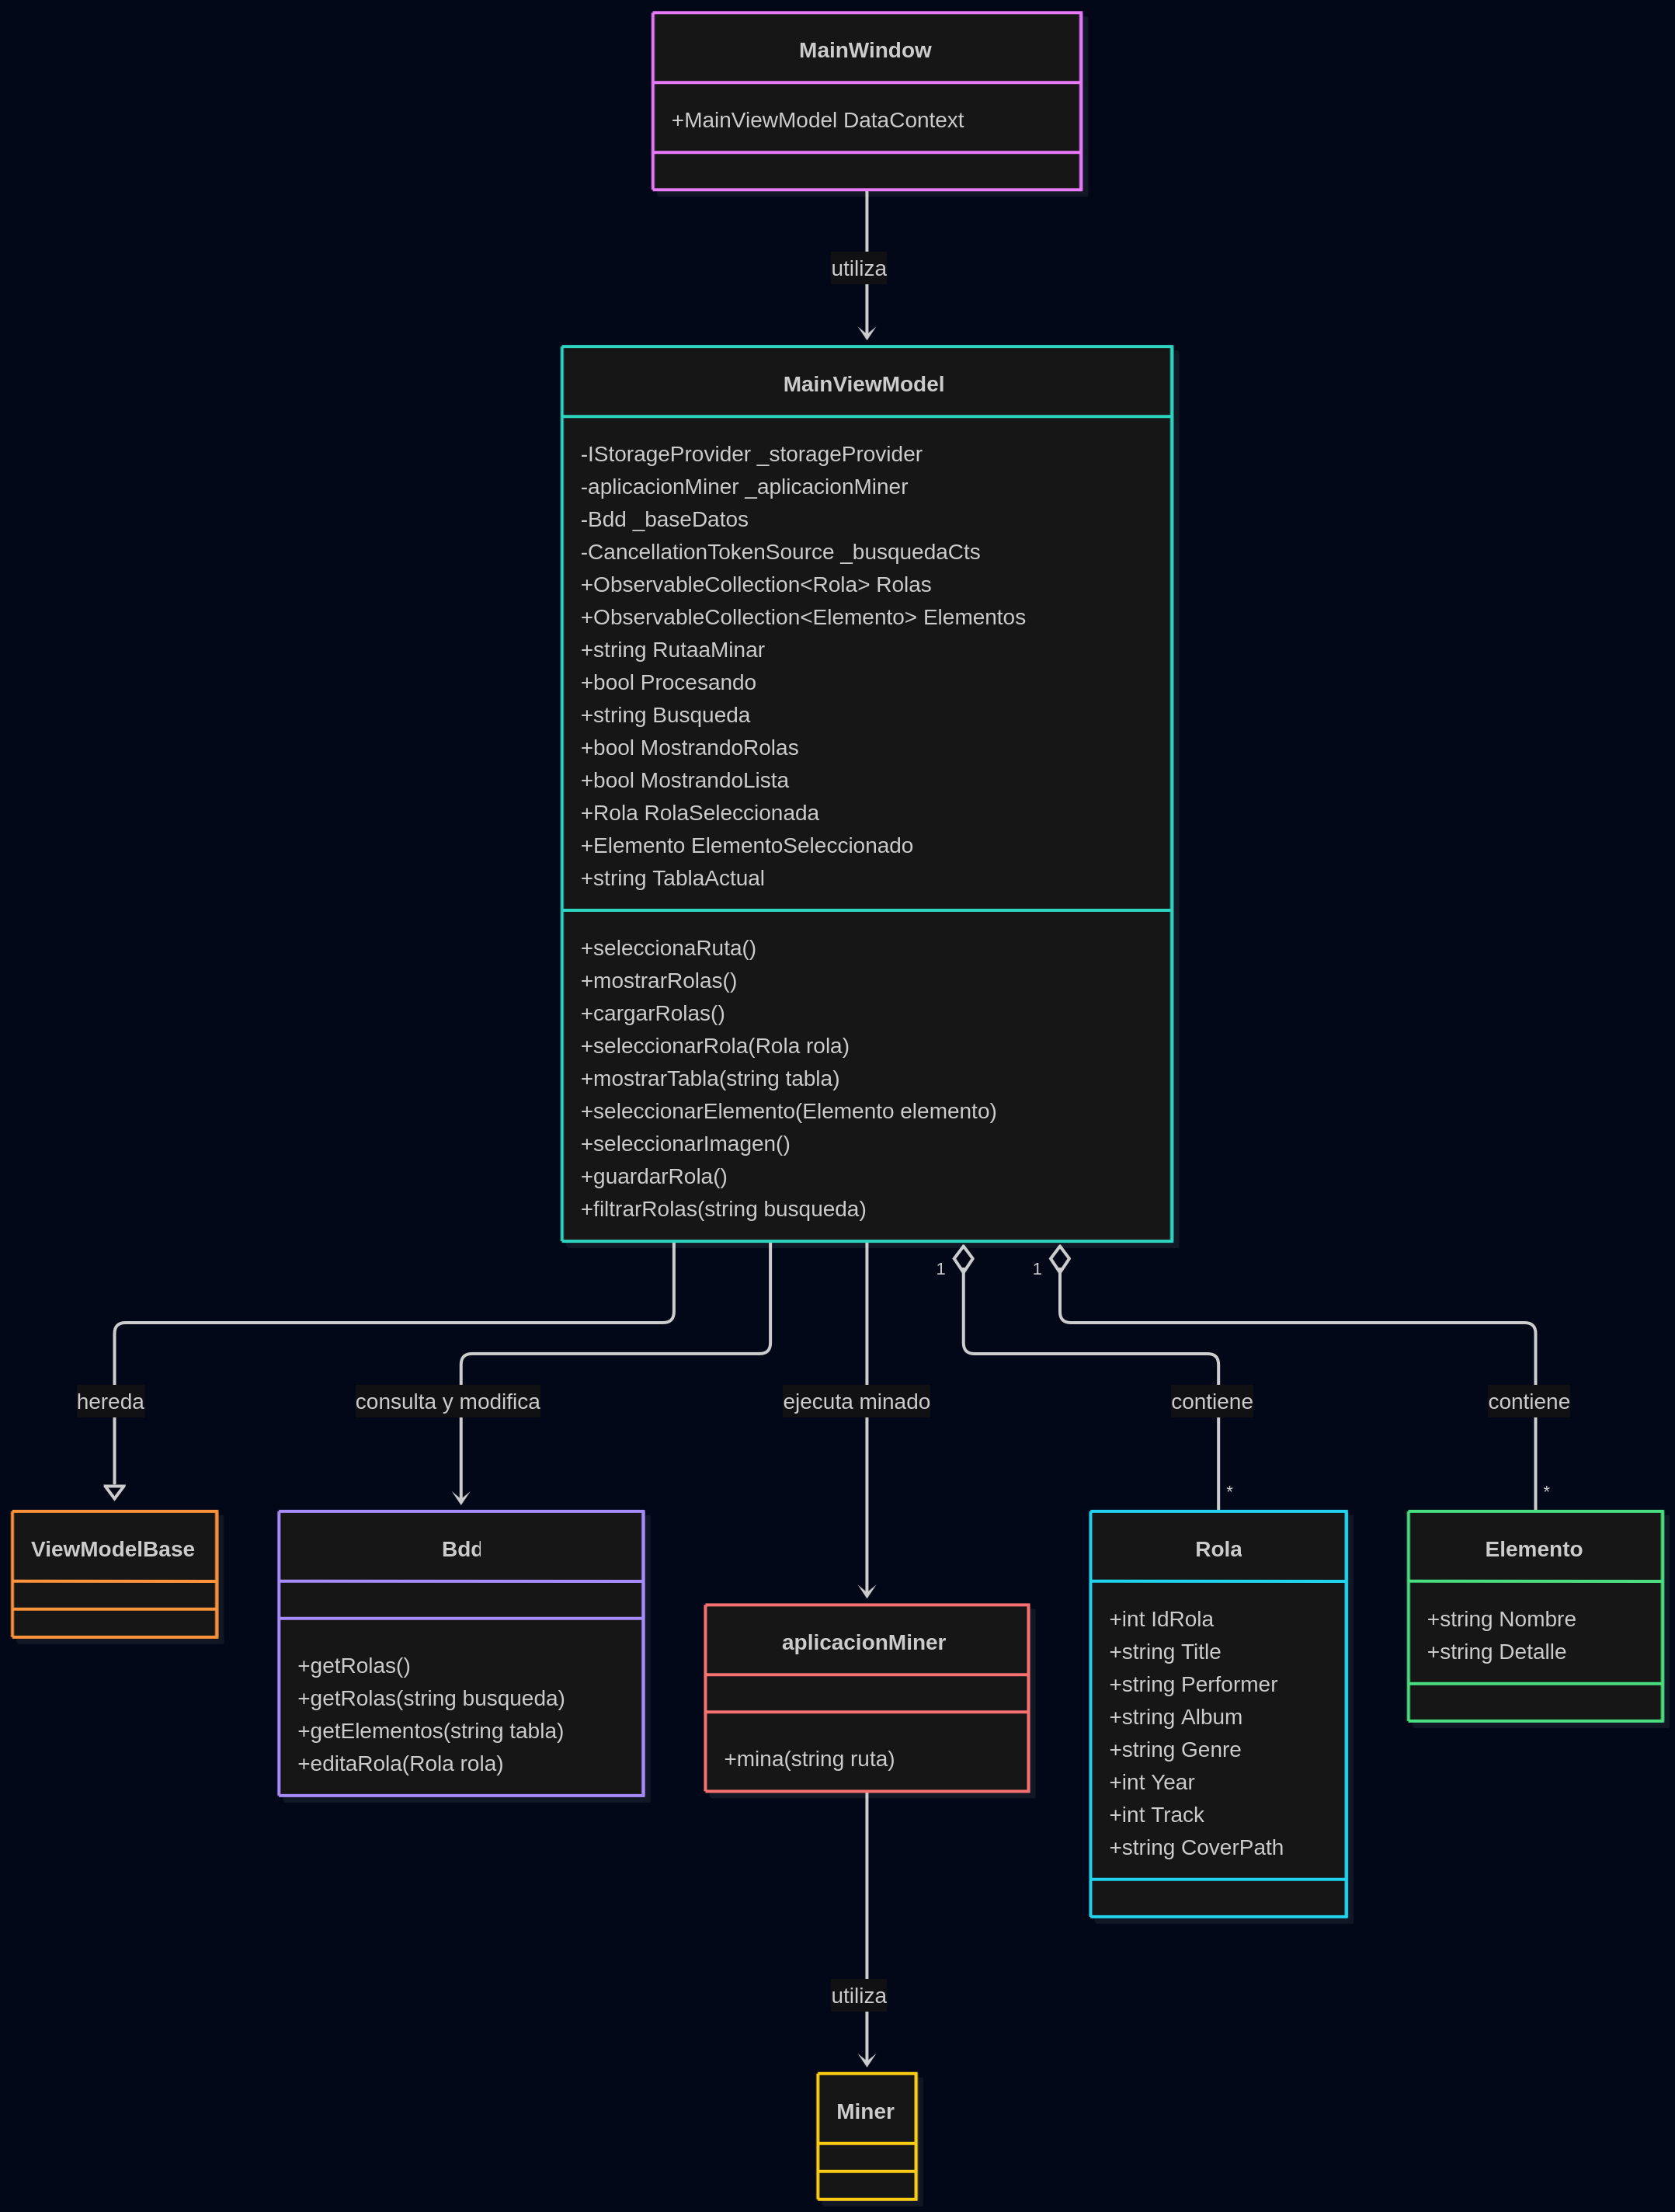 MainWindow
+MainViewModel DataContext
utiliza
MainViewModel
-IStorageProvider _storageProvider
-aplicacionMiner _aplicacionMiner
-Bdd _baseDatos
-CancellationTokenSource _busquedaCts
+ObservableCollection<Rola> Rolas
+ObservableCollection<Elemento> Elementos
+string RutaaMinar
+bool Procesando
+string Busqueda
+bool MostrandoRolas
+bool MostrandoLista
+Rola RolaSeleccionada
+Elemento ElementoSeleccionado
+string TablaActual
+seleccionaRuta()
+mostrarRolas()
+cargarRolas()
+seleccionarRola(Rola rola)
+mostrarTabla(string tabla)
+seleccionarElemento(Elemento elemento)
+seleccionarImagen()
+guardarRola()
+filtrarRolas(string busqueda)
1
1
hereda
consulta y modifica
ejecuta minado
contiene
contiene
*
*
ViewModelBase
Bdd
+getRolas()
+getRolas(string busqueda)
+getElementos(string tabla)
+editaRola(Rola rola)
aplicacionMiner
+mina(string ruta)
Rola
+int IdRola
+string Title
+string Performer
+string Album
+string Genre
+int Year
+int Track
+string CoverPath
Elemento
+string Nombre
+string Detalle
utiliza
Miner